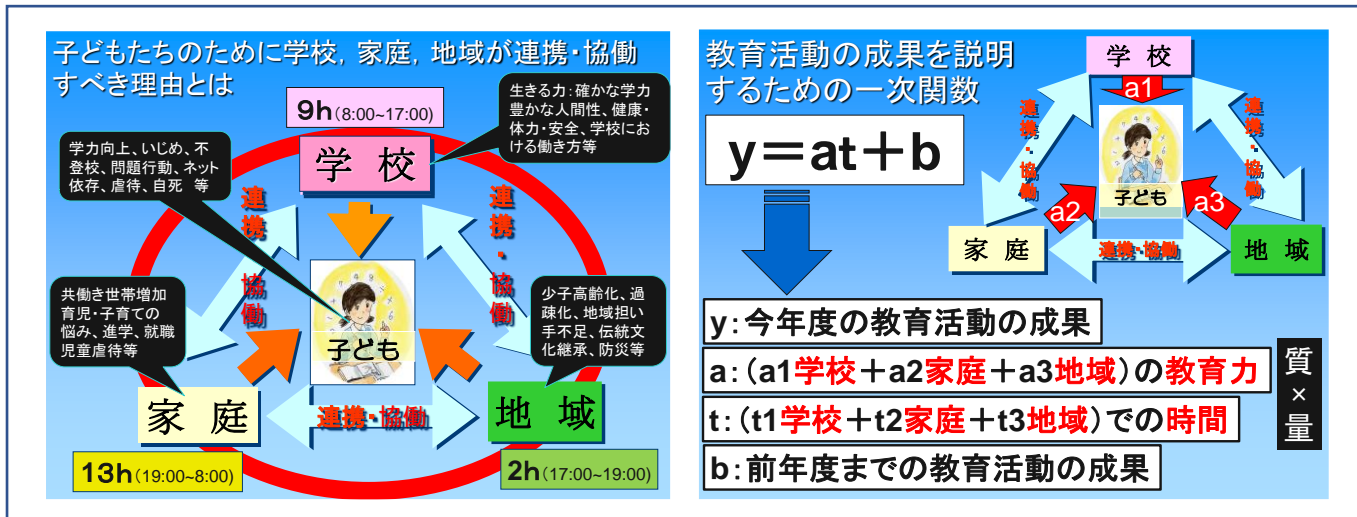 子どもたちのために学校，家庭，地域が連携・協働
すべき理由とは
9h(8:00~17:00)
生きる力：確かな学力
豊かな人間性、健康・
体力・安全、学校にお
ける働き方等
学力向上、いじめ、不
登校、問題行動、ネット
依存、虐待、自死　等
学　校
連携・協働
連携・協働
共働き世帯増加
育児・子育ての
悩み、進学、就職
児童虐待等
少子高齢化、過
疎化、地域担い
手不足、伝統文
化継承、防災等
子ども
家　庭
連携・協働
地　域
13h(19:00~8:00)
2h(17:00~19:00)
教育活動の成果を説明
するための一次関数
学　校
a1
y＝at＋b
連携・協働
連携・協働
子ども
a2
a3
家　庭
連携・協働
地　域
y：今年度の教育活動の成果
a：（a1学校＋a2家庭＋a3地域）の教育力
t：（t1学校＋t2家庭＋t3地域）での時間
b：前年度までの教育活動の成果
質×量